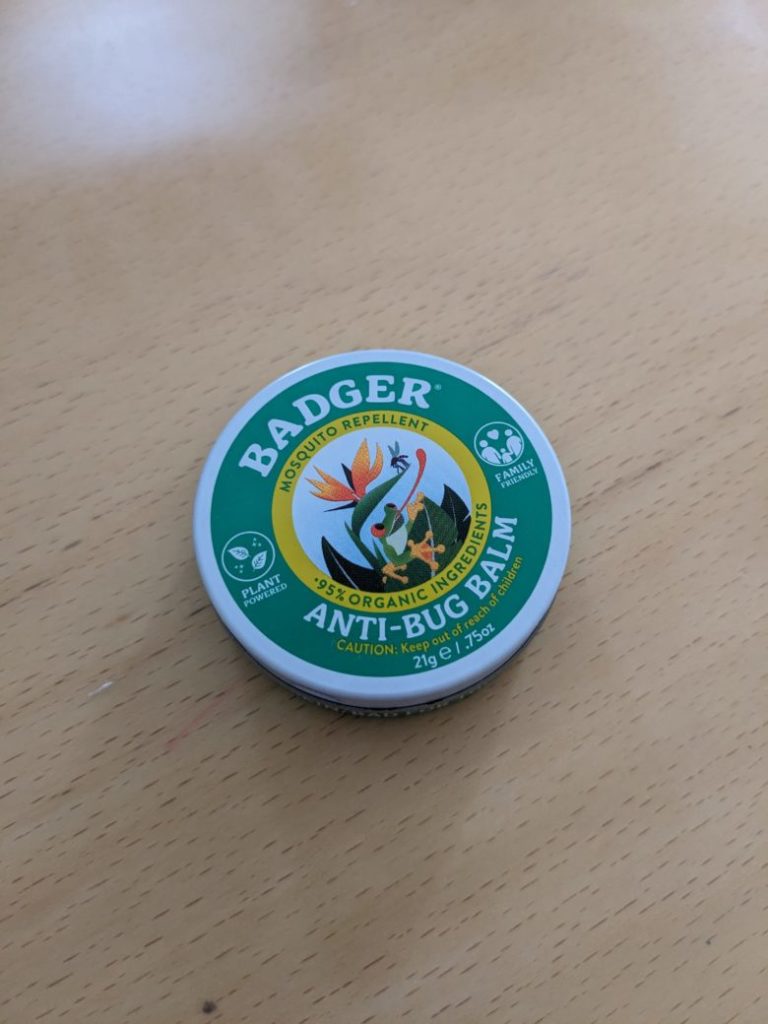 BADGER®
MOSQUITO REPELLENT
FAMILY
FRIENDLY
PLANT
POWERED
·95% ORGANIC INGREDIENTS
ANTI-BUG BALM
CAUTION: Keep out of reach of children
21g ℮ / .75oz